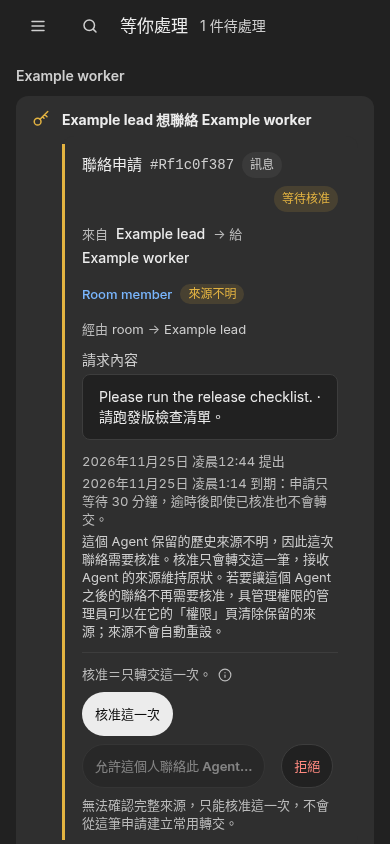 等你處理 1 件待處理
Example worker
Example lead 想聯絡 Example worker
聯絡申請 #Rf1c0f387 訊息
等待核准
來自 Example lead → 給
Example worker
Room member 來源不明
經由 room → Example lead
請求內容
Please run the release checklist. ·
請跑發版檢查清單。
2026年11月25日 凌晨12:44 提出
2026年11月25日 凌晨1:14 到期：申請只
等待 30 分鐘，逾時後即使已核准也不會轉
交。
這個 Agent 保留的歷史來源不明，因此這次
聯絡需要核准。核准只會轉交這一筆，接收
Agent 的來源維持原狀。若要讓這個 Agent
之後的聯絡不再需要核准，具管理權限的管
理員可以在它的「權限」頁清除保留的來
源；來源不會自動重設。
核准＝只轉交這一次。
核准這一次
允許這個人聯絡此 Agent... 拒絕
無法確認完整來源，只能核准這一次，不會
從這筆申請建立常用轉交。